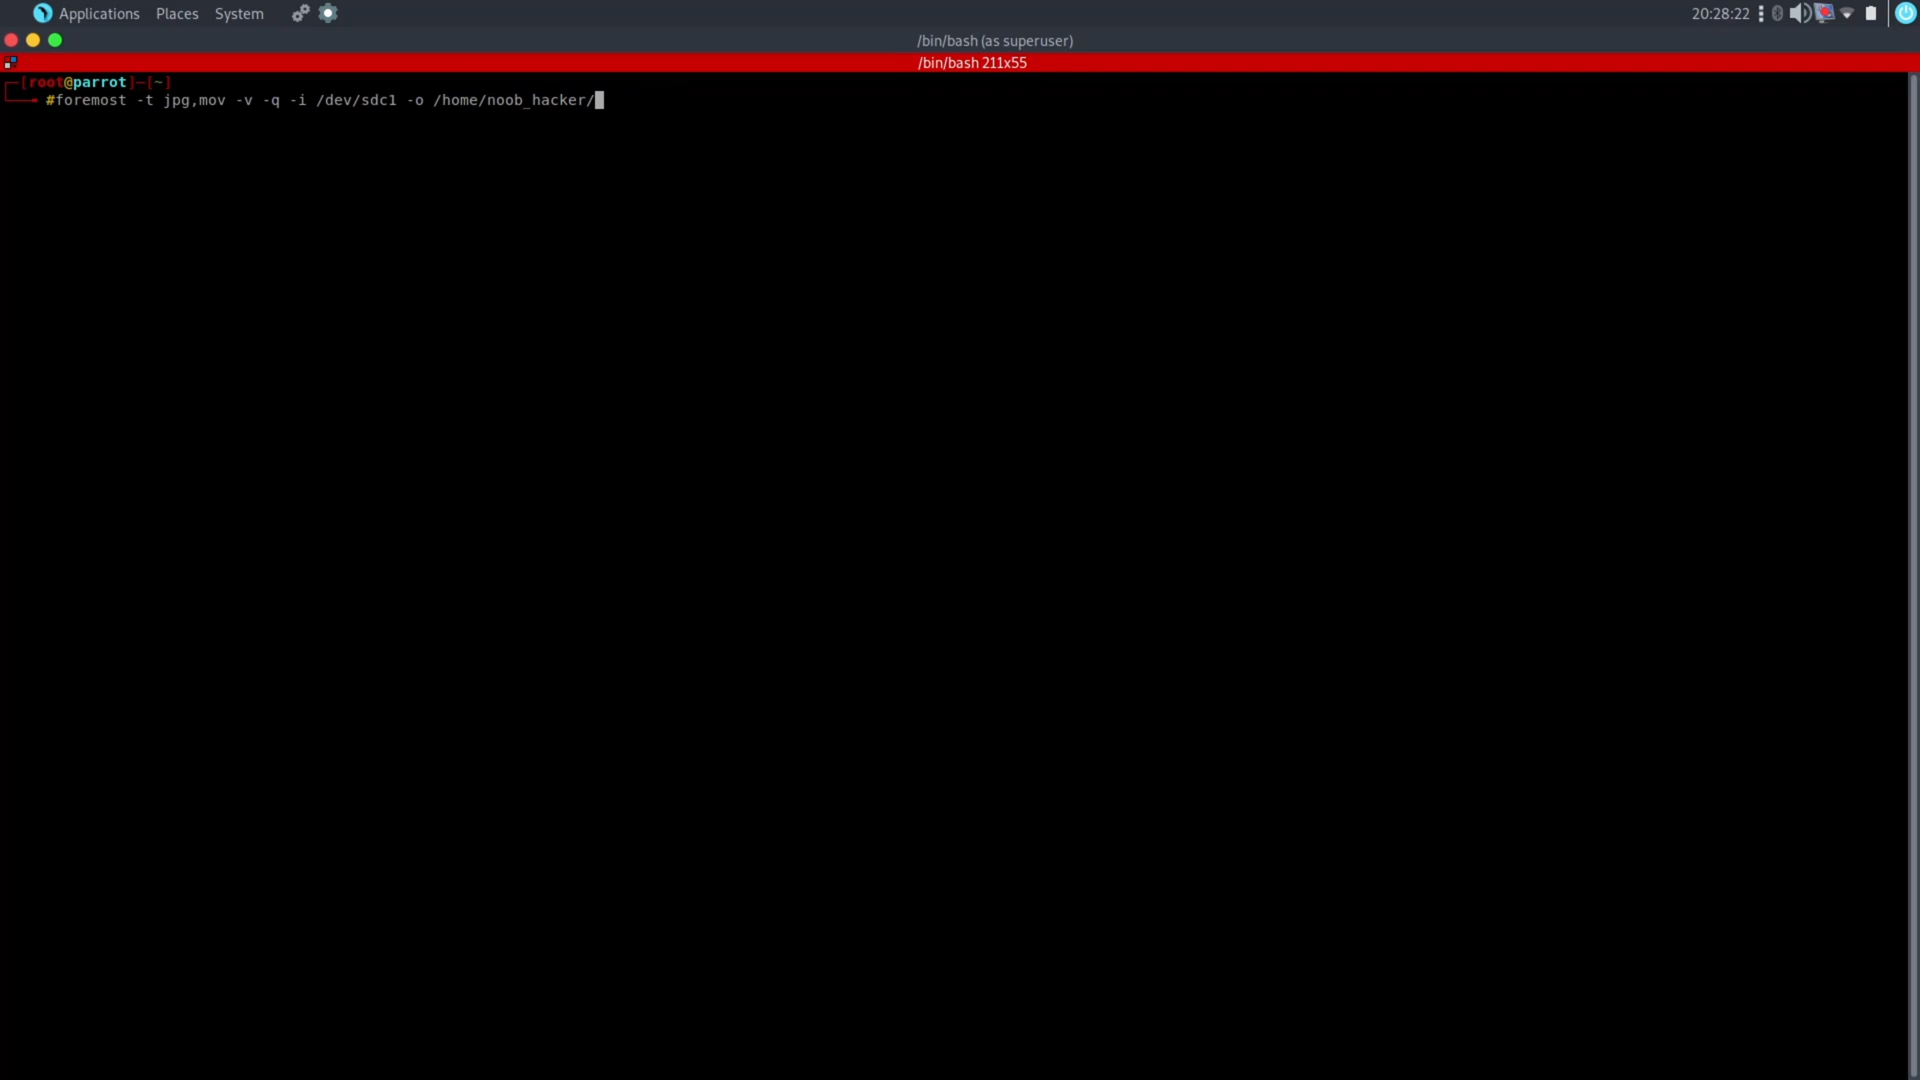 Applications Places System 20:28:22
/bin/bash (as superuser)
/bin/bash 211x55
[root@parrot]─[~]
#foremost -t jpg,mov -v -q -i /dev/sdc1 -o /home/noob_hacker/